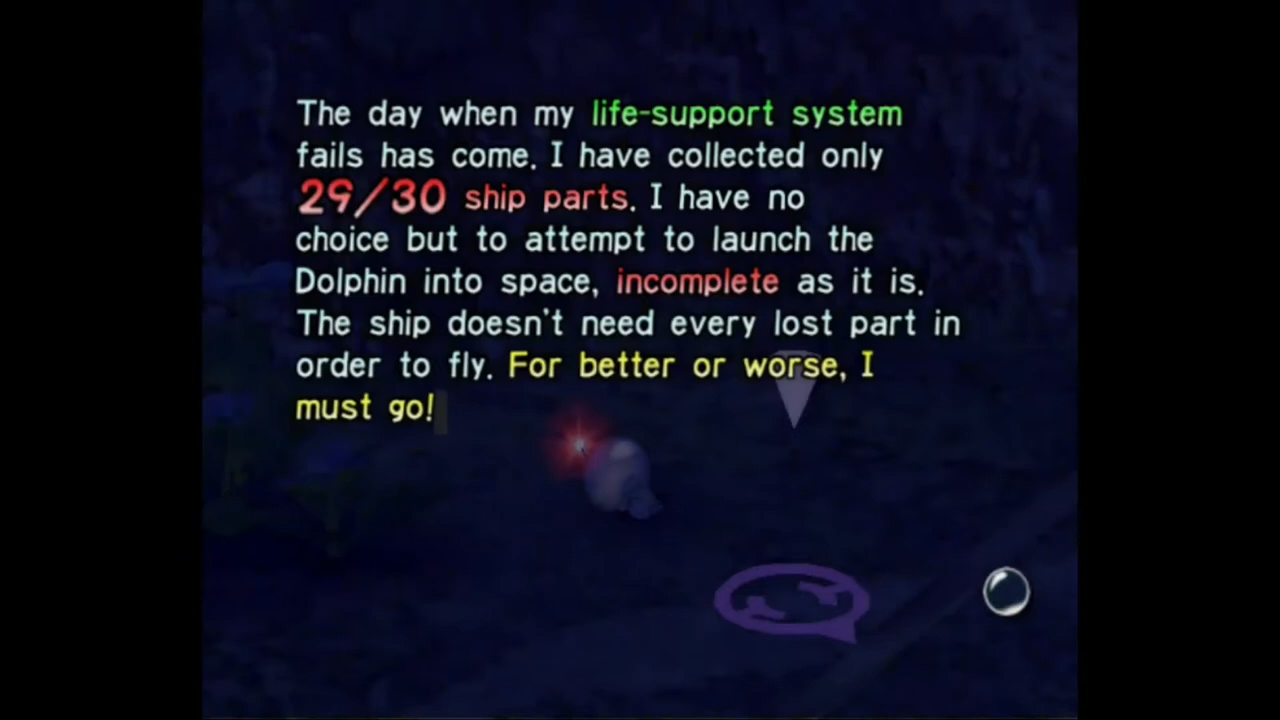 The day when my life-support system
fails has come. I have collected only
29/30 ship parts. I have no
choice but to attempt to launch the
Dolphin into space, incomplete as it is.
The ship doesn't need every lost part in
order to fly. For better or worse, I
must go!